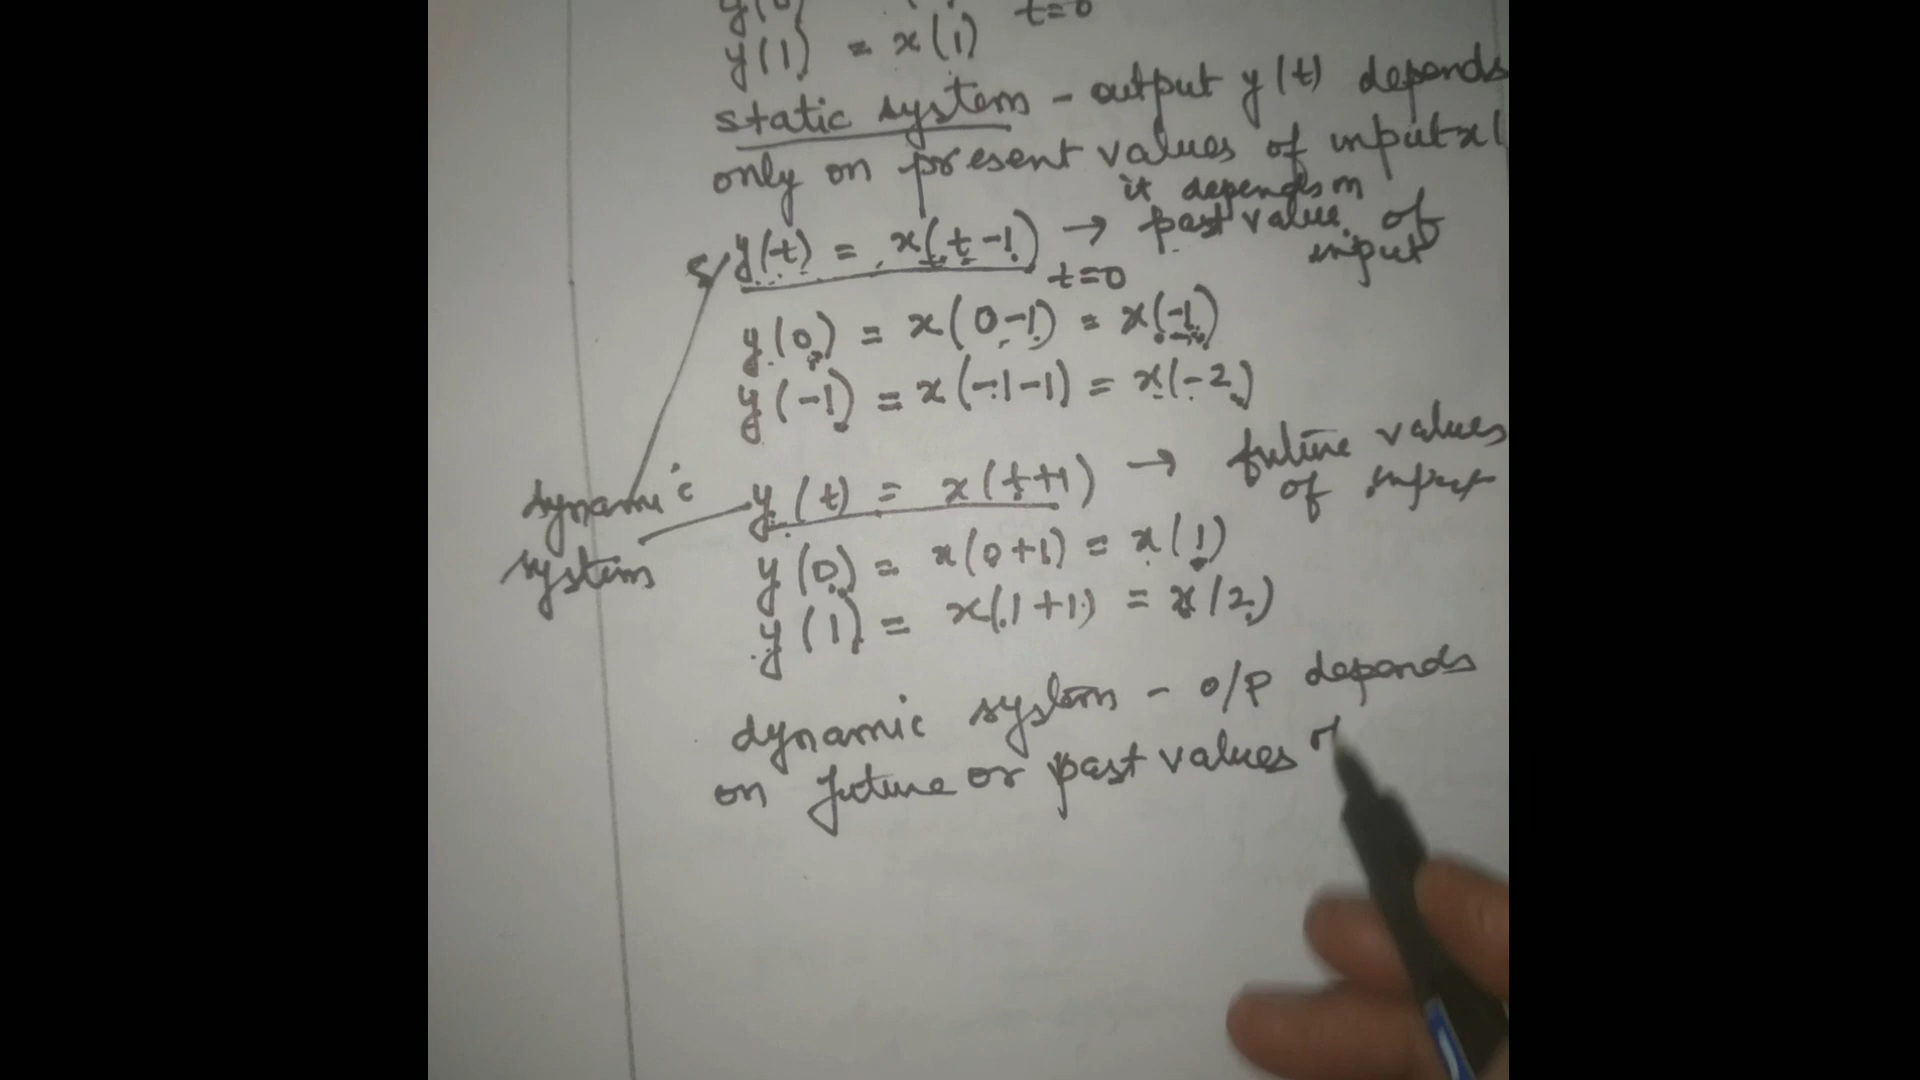 y(0)
t=0
y(1) = x(1)
static system - output y(t) depends
only on present values of input x(
it depends on
y(t) = x(t-1) → past value of
input
t=0
y(0) = x(0-1) = x(-1)
y(-1) = x(-1-1) = x(-2)
dynamic
system
y(t) = x(t+1) → future values
of input
y(0) = x(0+1) = x(1)
y(1) = x(1+1) = x(2)
dynamic system - o/p depends
on future or past values